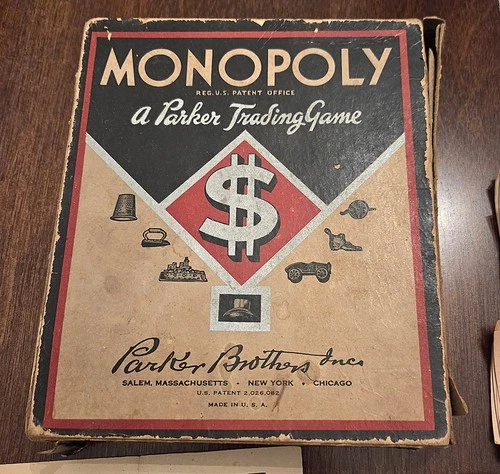 MONOPOLY
REG. U.S. PATENT OFFICE
A Parker Trading Game
$
Parker Brothers Inc.
SALEM, MASSACHUSETTS • NEW YORK • CHICAGO
U.S. PATENT 2,026,082
MADE IN U. S. A.